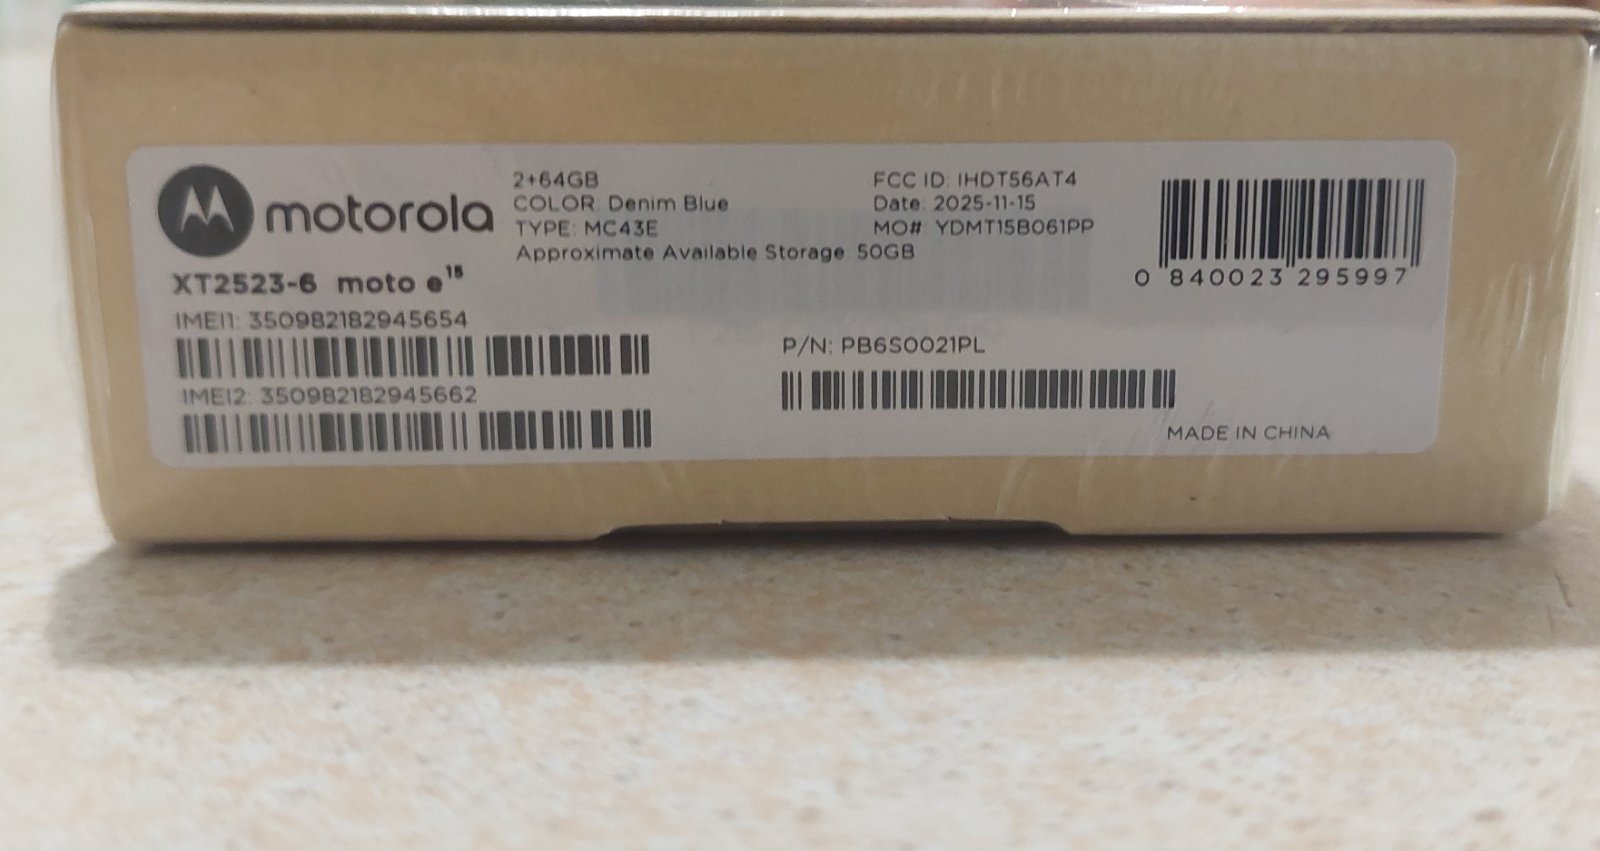 motorola
2+64GB
COLOR: Denim Blue
TYPE: MC43E
Approximate Available Storage: 50GB
FCC ID: IHDT56AT4
Date: 2025-11-15
MO#: YDMT15B061PP
0 840023 295997
XT2523-6 moto e¹⁵
IMEI1: 350982182945654
IMEI2: 350982182945662
P/N: PB6S0021PL
MADE IN CHINA